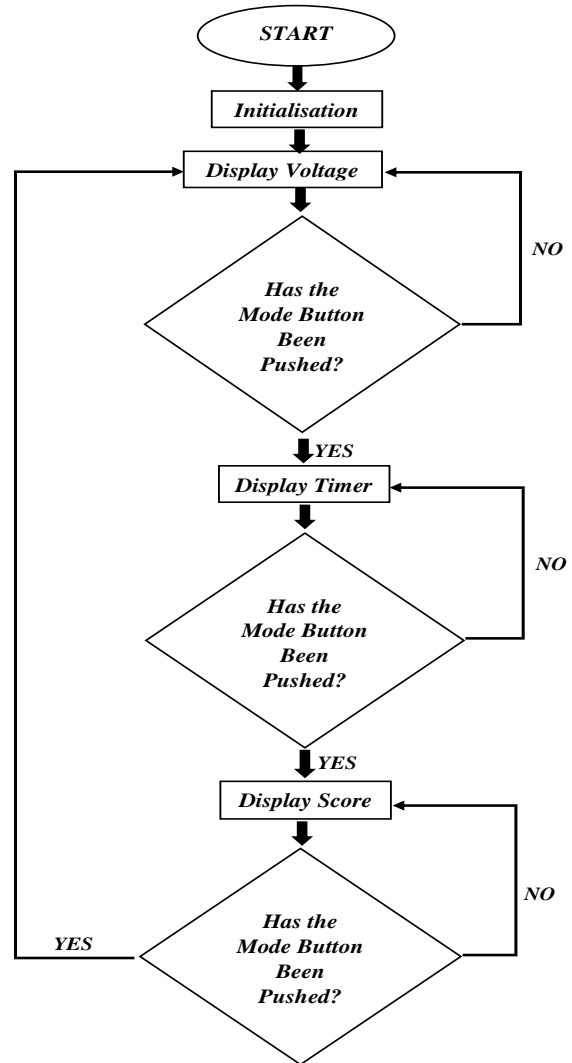 START
Initialisation
Display Voltage
NO
Has the
Mode Button
Been
Pushed?
YES
Display Timer
NO
Has the
Mode Button
Been
Pushed?
YES
Display Score
NO
Has the
Mode Button
Been
Pushed?
YES